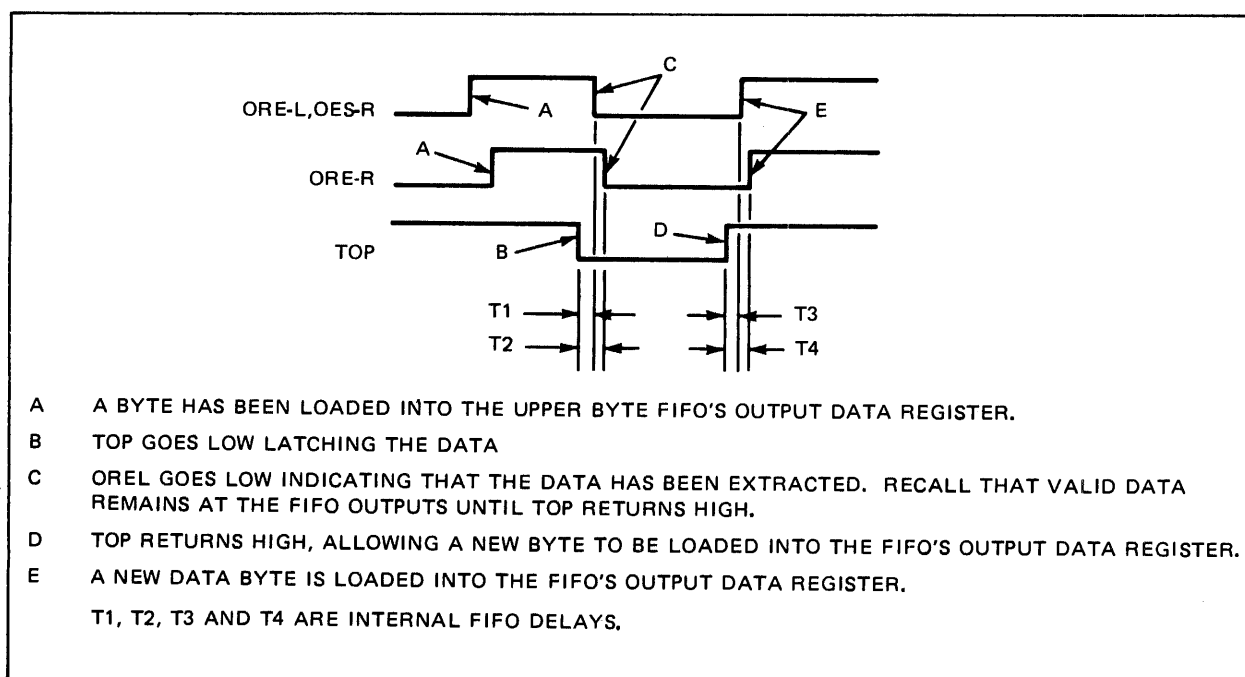 C
ORE-L,OES-R
A
E
A
ORE-R
D
TOP
B
T1
T3
T2
T4
A A BYTE HAS BEEN LOADED INTO THE UPPER BYTE FIFO'S OUTPUT DATA REGISTER.
B TOP GOES LOW LATCHING THE DATA
C OREL GOES LOW INDICATING THAT THE DATA HAS BEEN EXTRACTED. RECALL THAT VALID DATA
REMAINS AT THE FIFO OUTPUTS UNTIL TOP RETURNS HIGH.
D TOP RETURNS HIGH, ALLOWING A NEW BYTE TO BE LOADED INTO THE FIFO'S OUTPUT DATA REGISTER.
E A NEW DATA BYTE IS LOADED INTO THE FIFO'S OUTPUT DATA REGISTER.
T1, T2, T3 AND T4 ARE INTERNAL FIFO DELAYS.